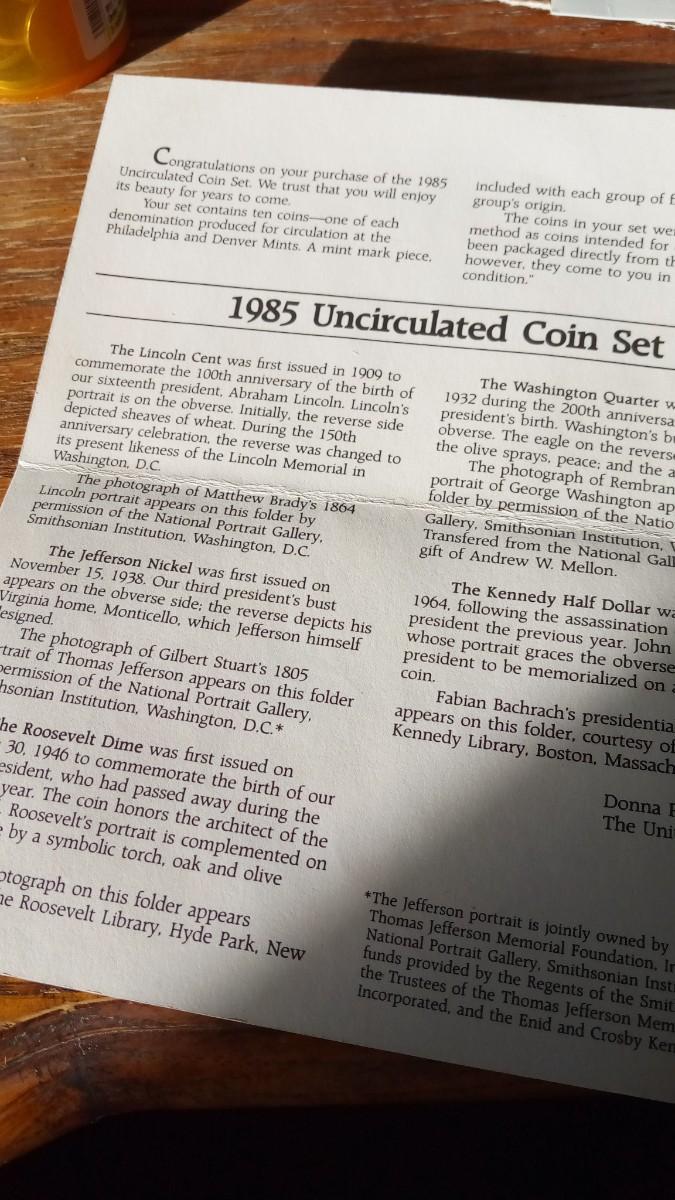 Congratulations on your purchase of the 1985
Uncirculated Coin Set. We trust that you will enjoy
its beauty for years to come.
Your set contains ten coins—one of each
denomination produced for circulation at the
Philadelphia and Denver Mints. A mint mark piece,
included with each group of
group's origin.
The coins in your set
method as coins intended for
been packaged directly from
however, they come to you in
condition."
1985 Uncirculated Coin Set
The Lincoln Cent was first issued in 1909 to
commemorate the 100th anniversary of the birth of
our sixteenth president, Abraham Lincoln. Lincoln's
portrait is on the obverse. Initially, the reverse side
depicted sheaves of wheat. During the 150th
anniversary celebration, the reverse was changed to
its present likeness of the Lincoln Memorial in
Washington, D.C.
The photograph of Matthew Brady's 1864
Lincoln portrait appears on this folder by
permission of the National Portrait Gallery,
Smithsonian Institution, Washington, D.C.
The Jefferson Nickel was first issued on
November 15, 1938. Our third president's bust
appears on the obverse side; the reverse depicts his
Virginia home, Monticello, which Jefferson himself
designed.
The photograph of Gilbert Stuart's 1805
trait of Thomas Jefferson appears on this folder
permission of the National Portrait Gallery,
hsonian Institution, Washington, D.C.*
he Roosevelt Dime was first issued on
30, 1946 to commemorate the birth of our
esident, who had passed away during the
year. The coin honors the architect of the
. Roosevelt's portrait is complemented on
e by a symbolic torch, oak and olive
otograph on this folder appears
he Roosevelt Library, Hyde Park, New
The Washington Quarter
1932 during the 200th
president's birth. Washington's
obverse. The eagle on the
the olive sprays, peace; and the
The photograph of
portrait of George Washington
folder by permission of the
Gallery, Smithsonian Institution,
Transfered from the National
gift of Andrew W. Mellon.
The Kennedy Half Dollar
1964, following the assassination
president the previous year. John
whose portrait graces the obverse
president to be memorialized on
coin.
Fabian Bachrach's
appears on this folder, courtesy of
Kennedy Library, Boston,
Donna
The
*The Jefferson portrait is jointly owned by
Thomas Jefferson Memorial Foundation,
National Portrait Gallery, Smithsonian
funds provided by the Regents of the
the Trustees of the Thomas Jefferson
Incorporated, and the Enid and Crosby